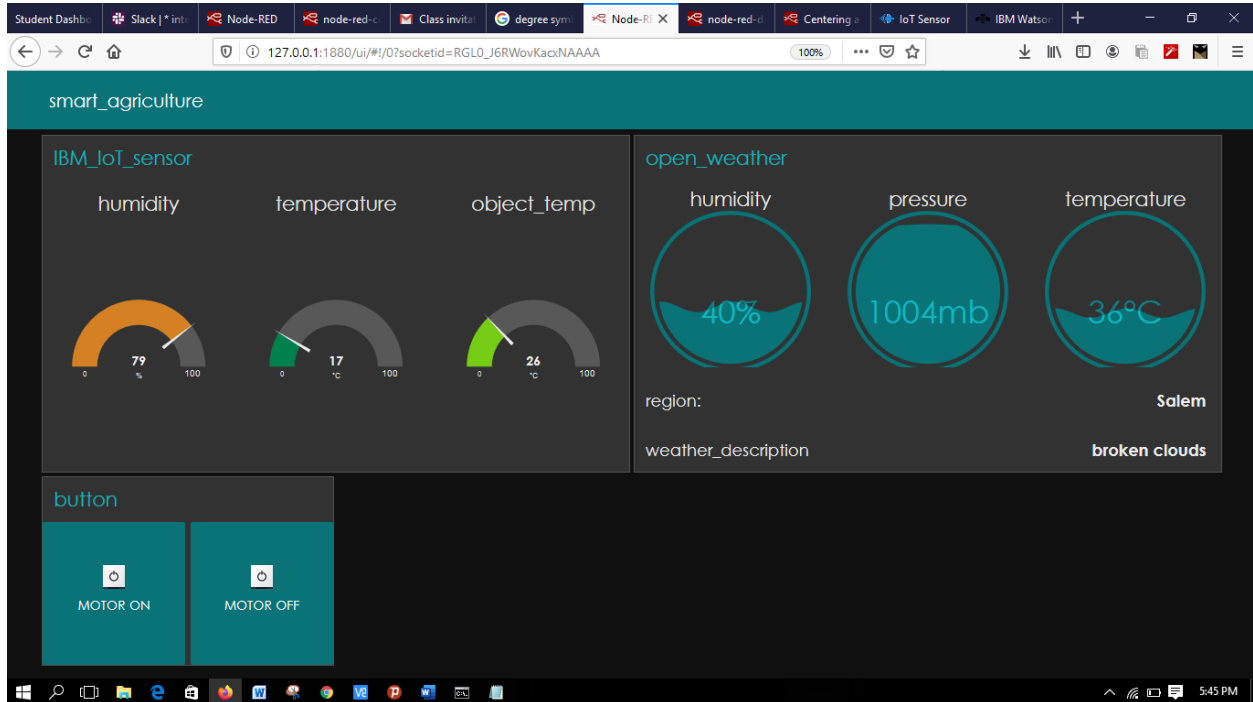 Student Dashbo
Slack | * inte
Node-RED
node-red-c
Class invitat
degree syml
Node-RE
node-red-d
Centering a
IoT Sensor
IBM Watson
127.0.0.1:1880/ui/#!/0?socketid=RGL0_J6RWovKacxNAAAA
100%
smart_agriculture
IBM_IoT_sensor
humidity temperature object_temp
79 17 26
% °C °C
0 100 0 100 0 100
open_weather
humidity pressure temperature
40% 1004mb 36°C
region: Salem
weather_description broken clouds
button
MOTOR ON MOTOR OFF
5:45 PM